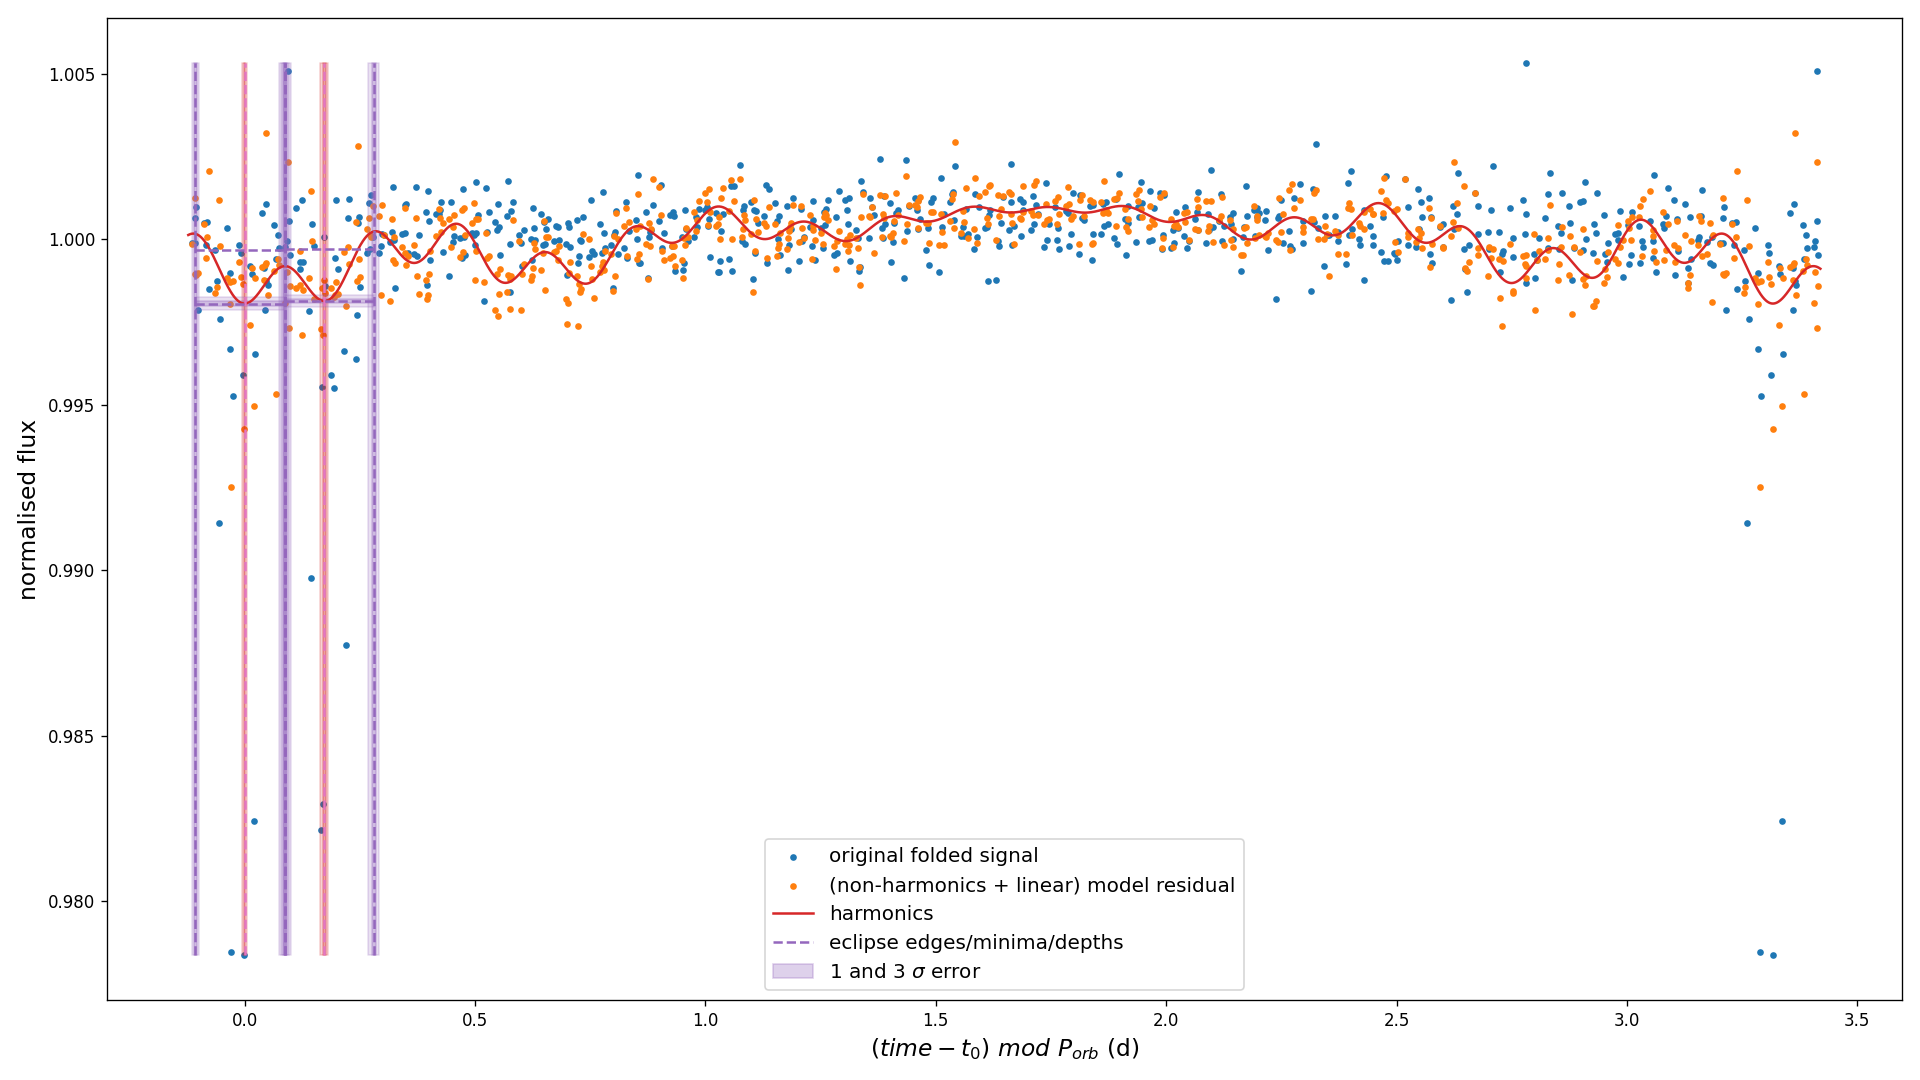 1.005
1.000
0.995
0.990
0.985
0.980
normalised flux
original folded signal
(non-harmonics + linear) model residual
harmonics
eclipse edges/minima/depths
1 and 3 σ error
0.0 0.5 1.0 1.5 2.0 2.5 3.0 3.5
(time − t₀) mod Pₒᵣb (d)